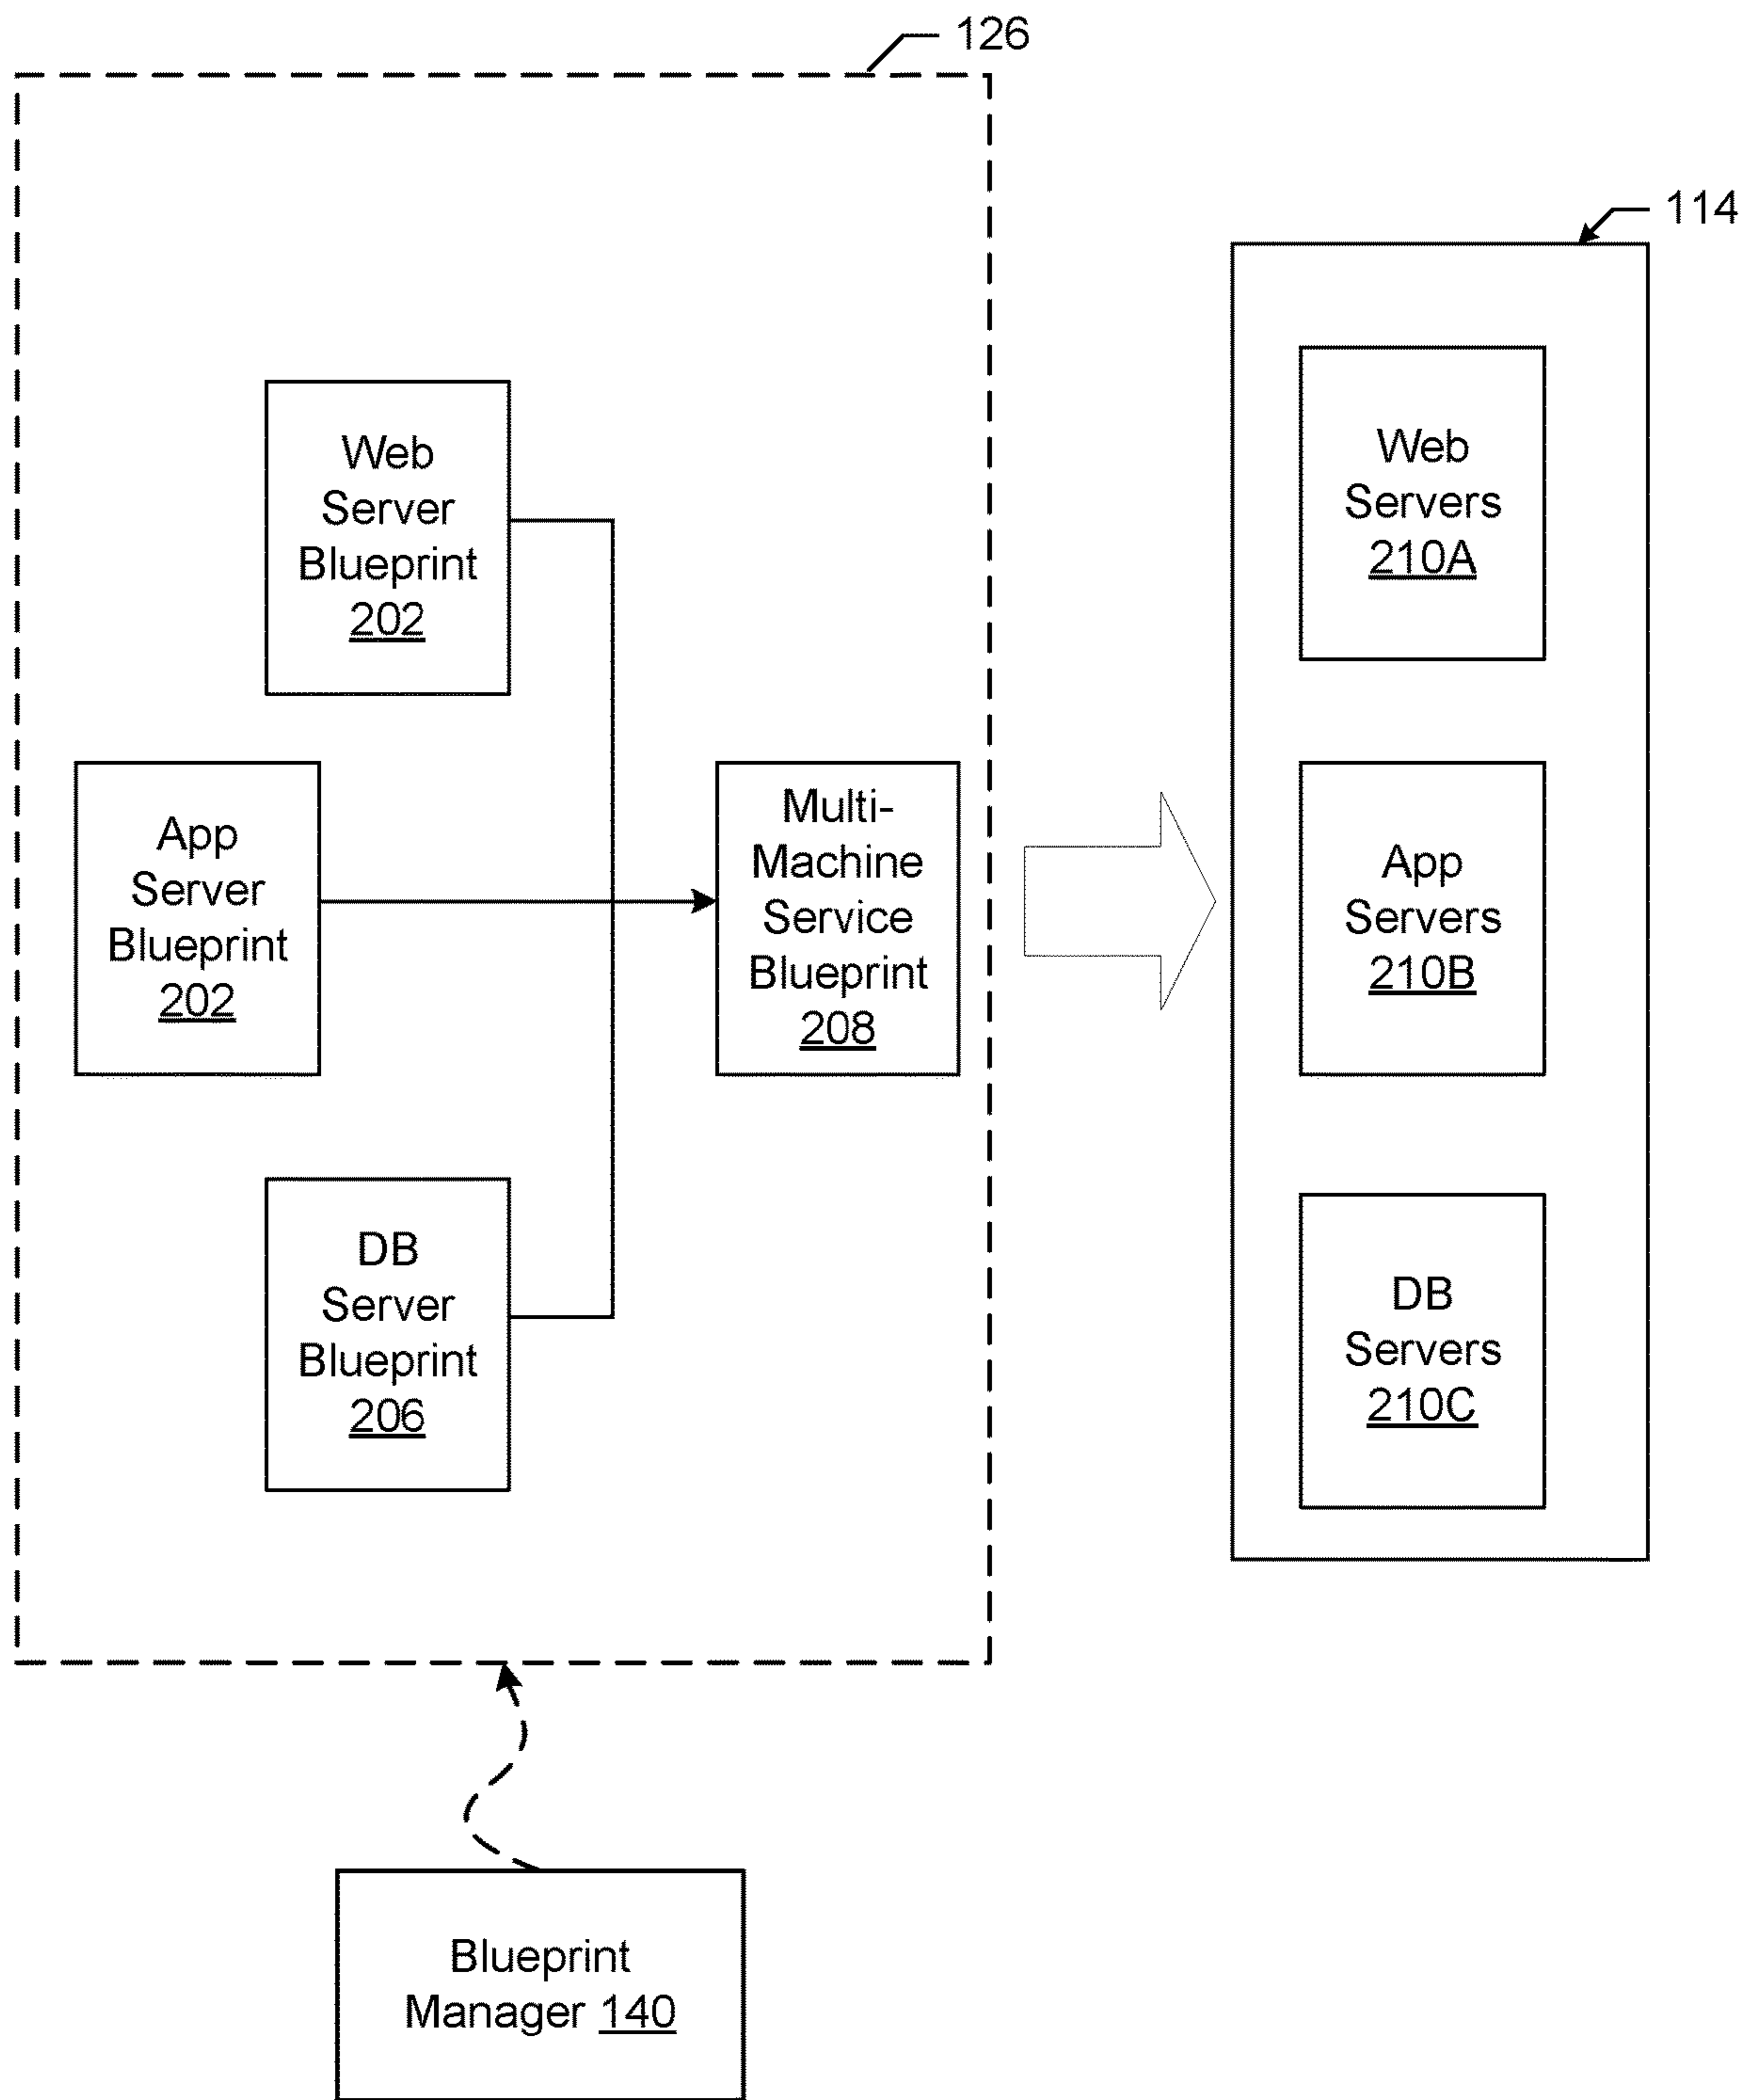 126
114
Web
Server
Blueprint
202
App
Server
Blueprint
202
Multi-
Machine
Service
Blueprint
208
DB
Server
Blueprint
206
Web
Servers
210A
App
Servers
210B
DB
Servers
210C
Blueprint
Manager 140